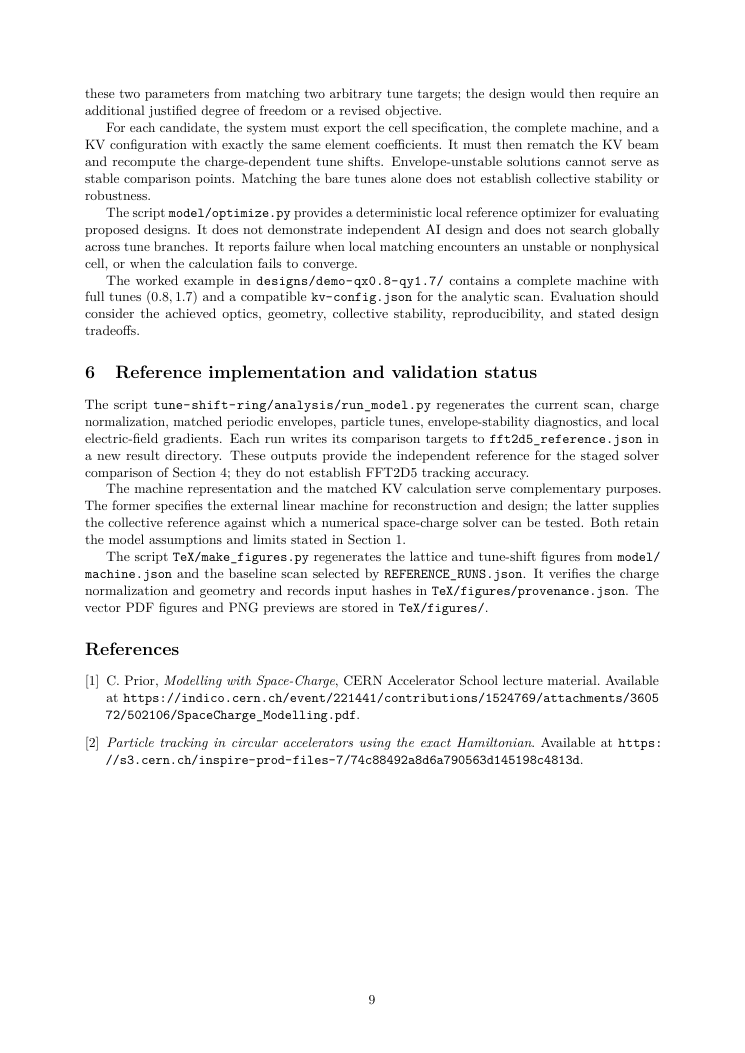 these two parameters from matching two arbitrary tune targets; the design would then require an
additional justified degree of freedom or a revised objective.
For each candidate, the system must export the cell specification, the complete machine, and a
KV configuration with exactly the same element coefficients. It must then rematch the KV beam
and recompute the charge-dependent tune shifts. Envelope-unstable solutions cannot serve as
stable comparison points. Matching the bare tunes alone does not establish collective stability or
robustness.
The script model/optimize.py provides a deterministic local reference optimizer for evaluating
proposed designs. It does not demonstrate independent AI design and does not search globally
across tune branches. It reports failure when local matching encounters an unstable or nonphysical
cell, or when the calculation fails to converge.
The worked example in designs/demo-qx0.8-qy1.7/ contains a complete machine with
full tunes (0.8, 1.7) and a compatible kv-config.json for the analytic scan. Evaluation should
consider the achieved optics, geometry, collective stability, reproducibility, and stated design
tradeoffs.
6 Reference implementation and validation status
The script tune-shift-ring/analysis/run_model.py regenerates the current scan, charge
normalization, matched periodic envelopes, particle tunes, envelope-stability diagnostics, and local
electric-field gradients. Each run writes its comparison targets to fft2d5_reference.json in
a new result directory. These outputs provide the independent reference for the staged solver
comparison of Section 4; they do not establish FFT2D5 tracking accuracy.
The machine representation and the matched KV calculation serve complementary purposes.
The former specifies the external linear machine for reconstruction and design; the latter supplies
the collective reference against which a numerical space-charge solver can be tested. Both retain
the model assumptions and limits stated in Section 1.
The script TeX/make_figures.py regenerates the lattice and tune-shift figures from model/
machine.json and the baseline scan selected by REFERENCE_RUNS.json. It verifies the charge
normalization and geometry and records input hashes in TeX/figures/provenance.json. The
vector PDF figures and PNG previews are stored in TeX/figures/.
References
[1] C. Prior, Modelling with Space-Charge, CERN Accelerator School lecture material. Available
at https://indico.cern.ch/event/221441/contributions/1524769/attachments/3605
72/502106/SpaceCharge_Modelling.pdf.
[2] Particle tracking in circular accelerators using the exact Hamiltonian. Available at https:
//s3.cern.ch/inspire-prod-files-7/74c88492a8d6a790563d145198c4813d.
9